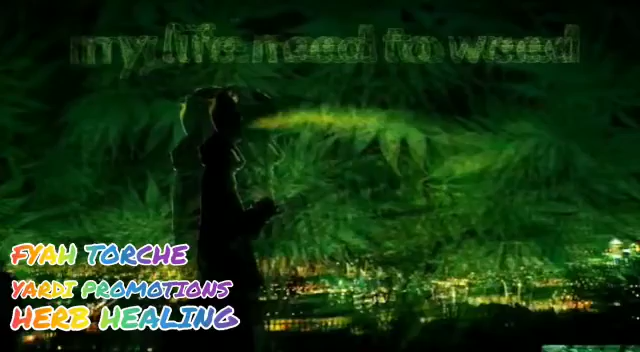 my life need to weed
FYAH TORCHE
YARDI PROMOTIONS
HERB HEALING